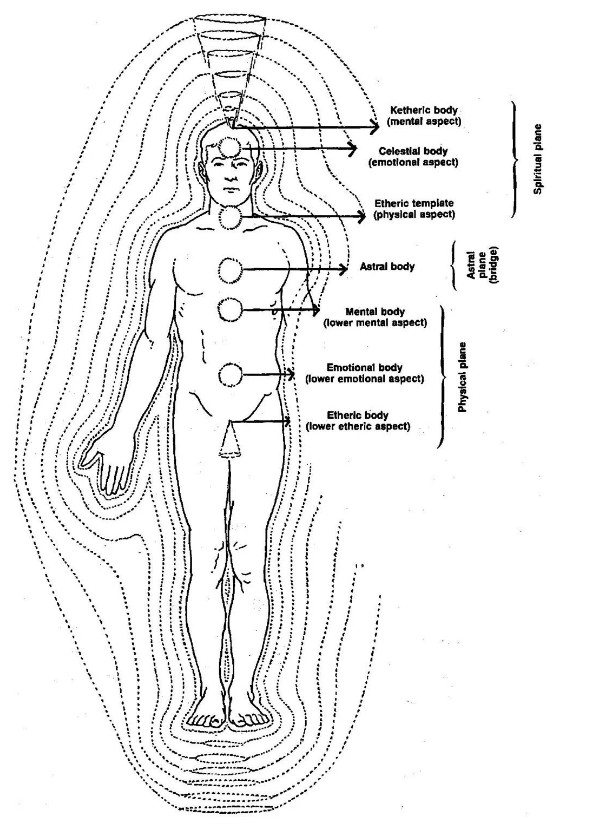 Ketheric body
(mental aspect)
Celestial body
(emotional aspect)
Etheric template
(physical aspect)
Spiritual plane
Astral body
Astral
plane
(bridge)
Mental body
(lower mental aspect)
Emotional body
(lower emotional aspect)
Etheric body
(lower etheric aspect)
Physical plane